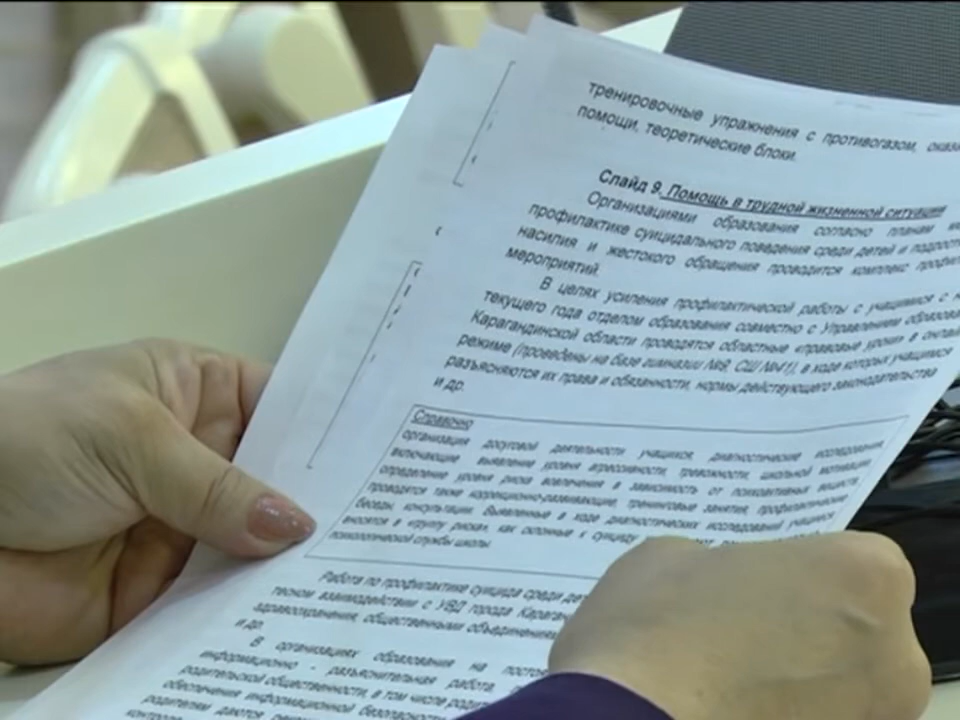 тренировочные упражнения с противогазом,
помощи, теоретические блоки.
Слайд 9. Помощь в трудной жизненной ситуации
Организациями образования согласно планам
профилактике суицидального поведения среди детей и
насилия и жестокого обращения проводится комплекс
мероприятий.
В целях усиления профилактической работы с учащимися с
текущего года отделом образования совместно с Управлением
Карагандинской области проводятся областные «правовые уроки» в
режиме (проведены на базе гимназии №9, СШ №41), в ходе которых учащимся
разъясняются их права и обязанности, нормы действующего законодательства
и др.
Справочно
организация досуговой деятельности учащихся, диагностические исследования,
включающие выявление уровня агрессивности, тревожности, школьной мотивации,
определение уровня риска вовлечения в зависимость от психоактивных веществ,
проводятся также коррекционно-развивающие, тренинговые занятия, профилактические
беседы, консультации. Выявленные в ходе диагностических исследований учащиеся
вносятся в «группу риска», как склонные к суициду
психологической службы школы.
Работа по профилактике суицида среди
тесном взаимодействии с УВД города
здравоохранения, общественными объединениями
и др.
В организациях образования на
информационно - разъяснительная работа,
родительской общественности, в том числе
обеспечения информационной безопасности
родителям даются